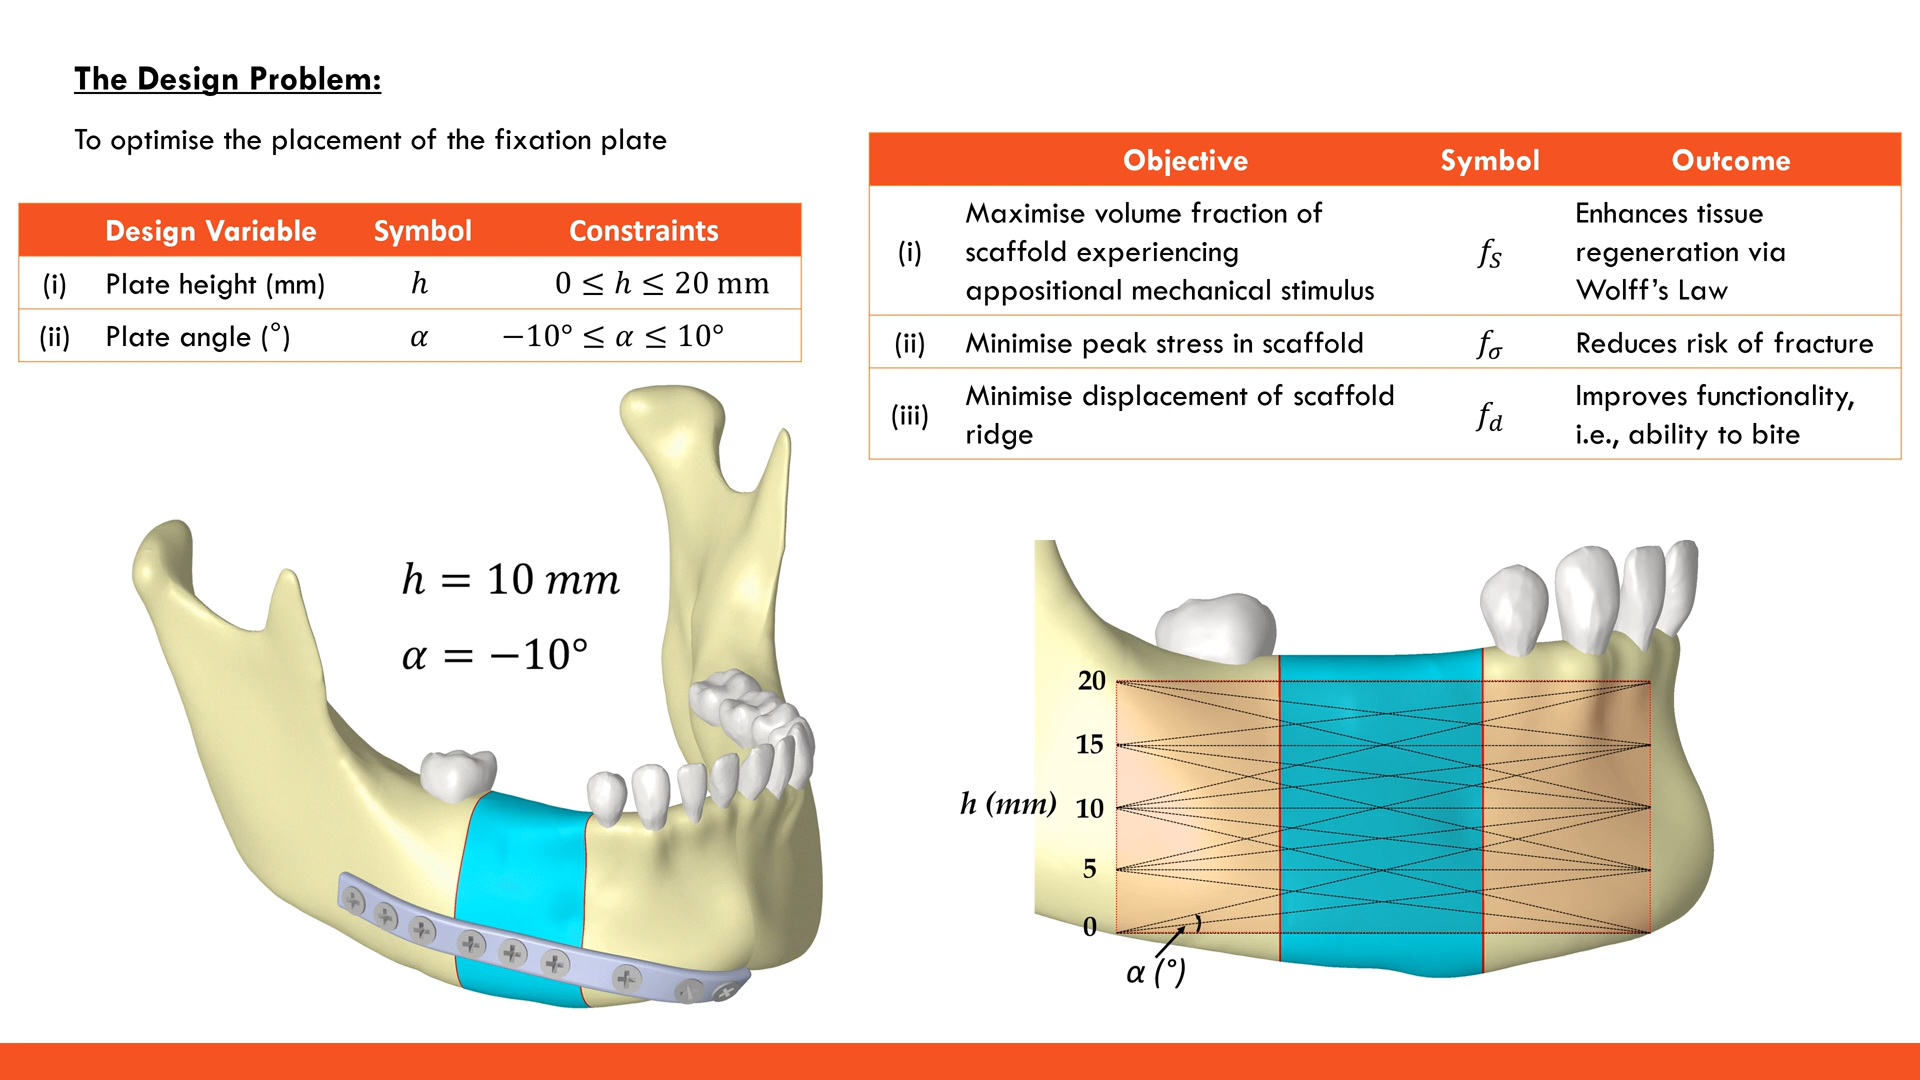 The Design Problem:
To optimise the placement of the fixation plate
Design Variable Symbol Constraints
(i) Plate height (mm) h 0 ≤ h ≤ 20 mm
(ii) Plate angle (°) α −10° ≤ α ≤ 10°
Objective Symbol Outcome
(i) Maximise volume fraction of scaffold experiencing appositional mechanical stimulus f_S Enhances tissue regeneration via Wolff’s Law
(ii) Minimise peak stress in scaffold f_σ Reduces risk of fracture
(iii) Minimise displacement of scaffold ridge f_d Improves functionality, i.e., ability to bite
h = 10 mm
α = −10°
20
15
h (mm) 10
5
0
α (°)